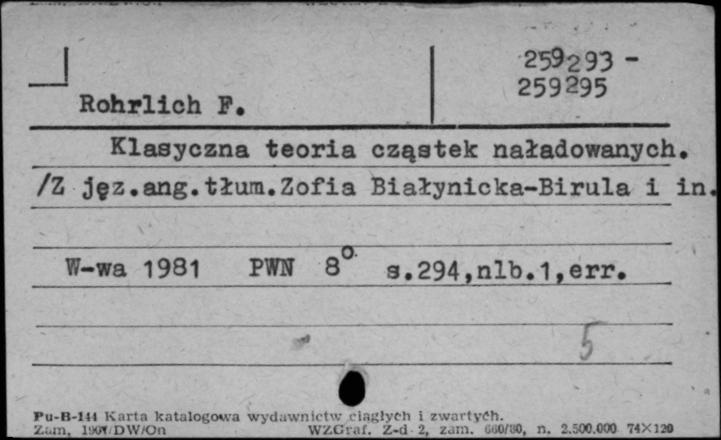 259293 -
259295
Rohrlich F.
Klasyczna teoria cząstek naładowanych.
/Z jęz.ang.tłum.Zofia Białynicka-Birula i in.
W-wa 1981 PWN 8° s.294,nlb.1,err.
5
Pu-B-144 Karta katalogowa wydawnictw ciągłych i zwartych.
Zam. DW/On WZGraf. Z-d 2, zam. 660/80, n. 2.500.000 74×120